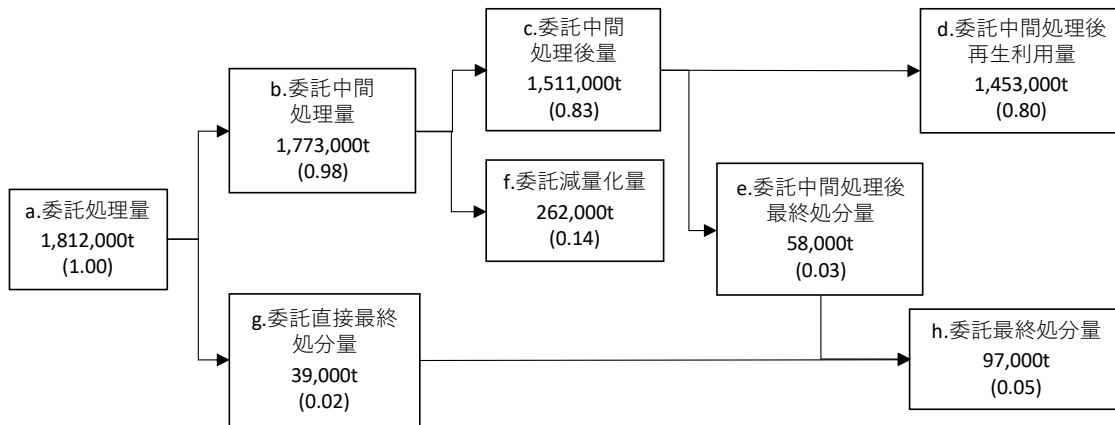 a.委託処理量
1,812,000t
(1.00)
b.委託中間
処理量
1,773,000t
(0.98)
c.委託中間
処理後量
1,511,000t
(0.83)
d.委託中間処理後
再生利用量
1,453,000t
(0.80)
f.委託減量化量
262,000t
(0.14)
e.委託中間処理後
最終処分量
58,000t
(0.03)
g.委託直接最終
処分量
39,000t
(0.02)
h.委託最終処分量
97,000t
(0.05)